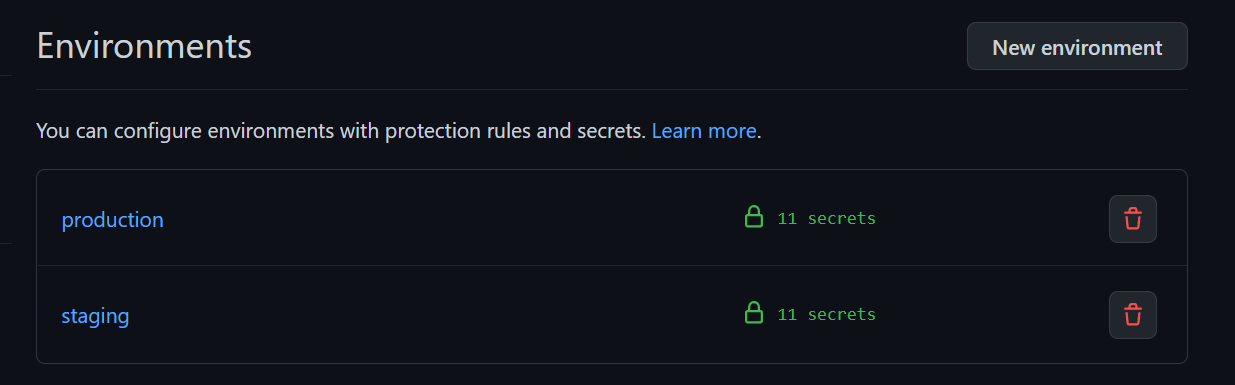 Environments
New environment
You can configure environments with protection rules and secrets. Learn more.
production
11 secrets
staging
11 secrets